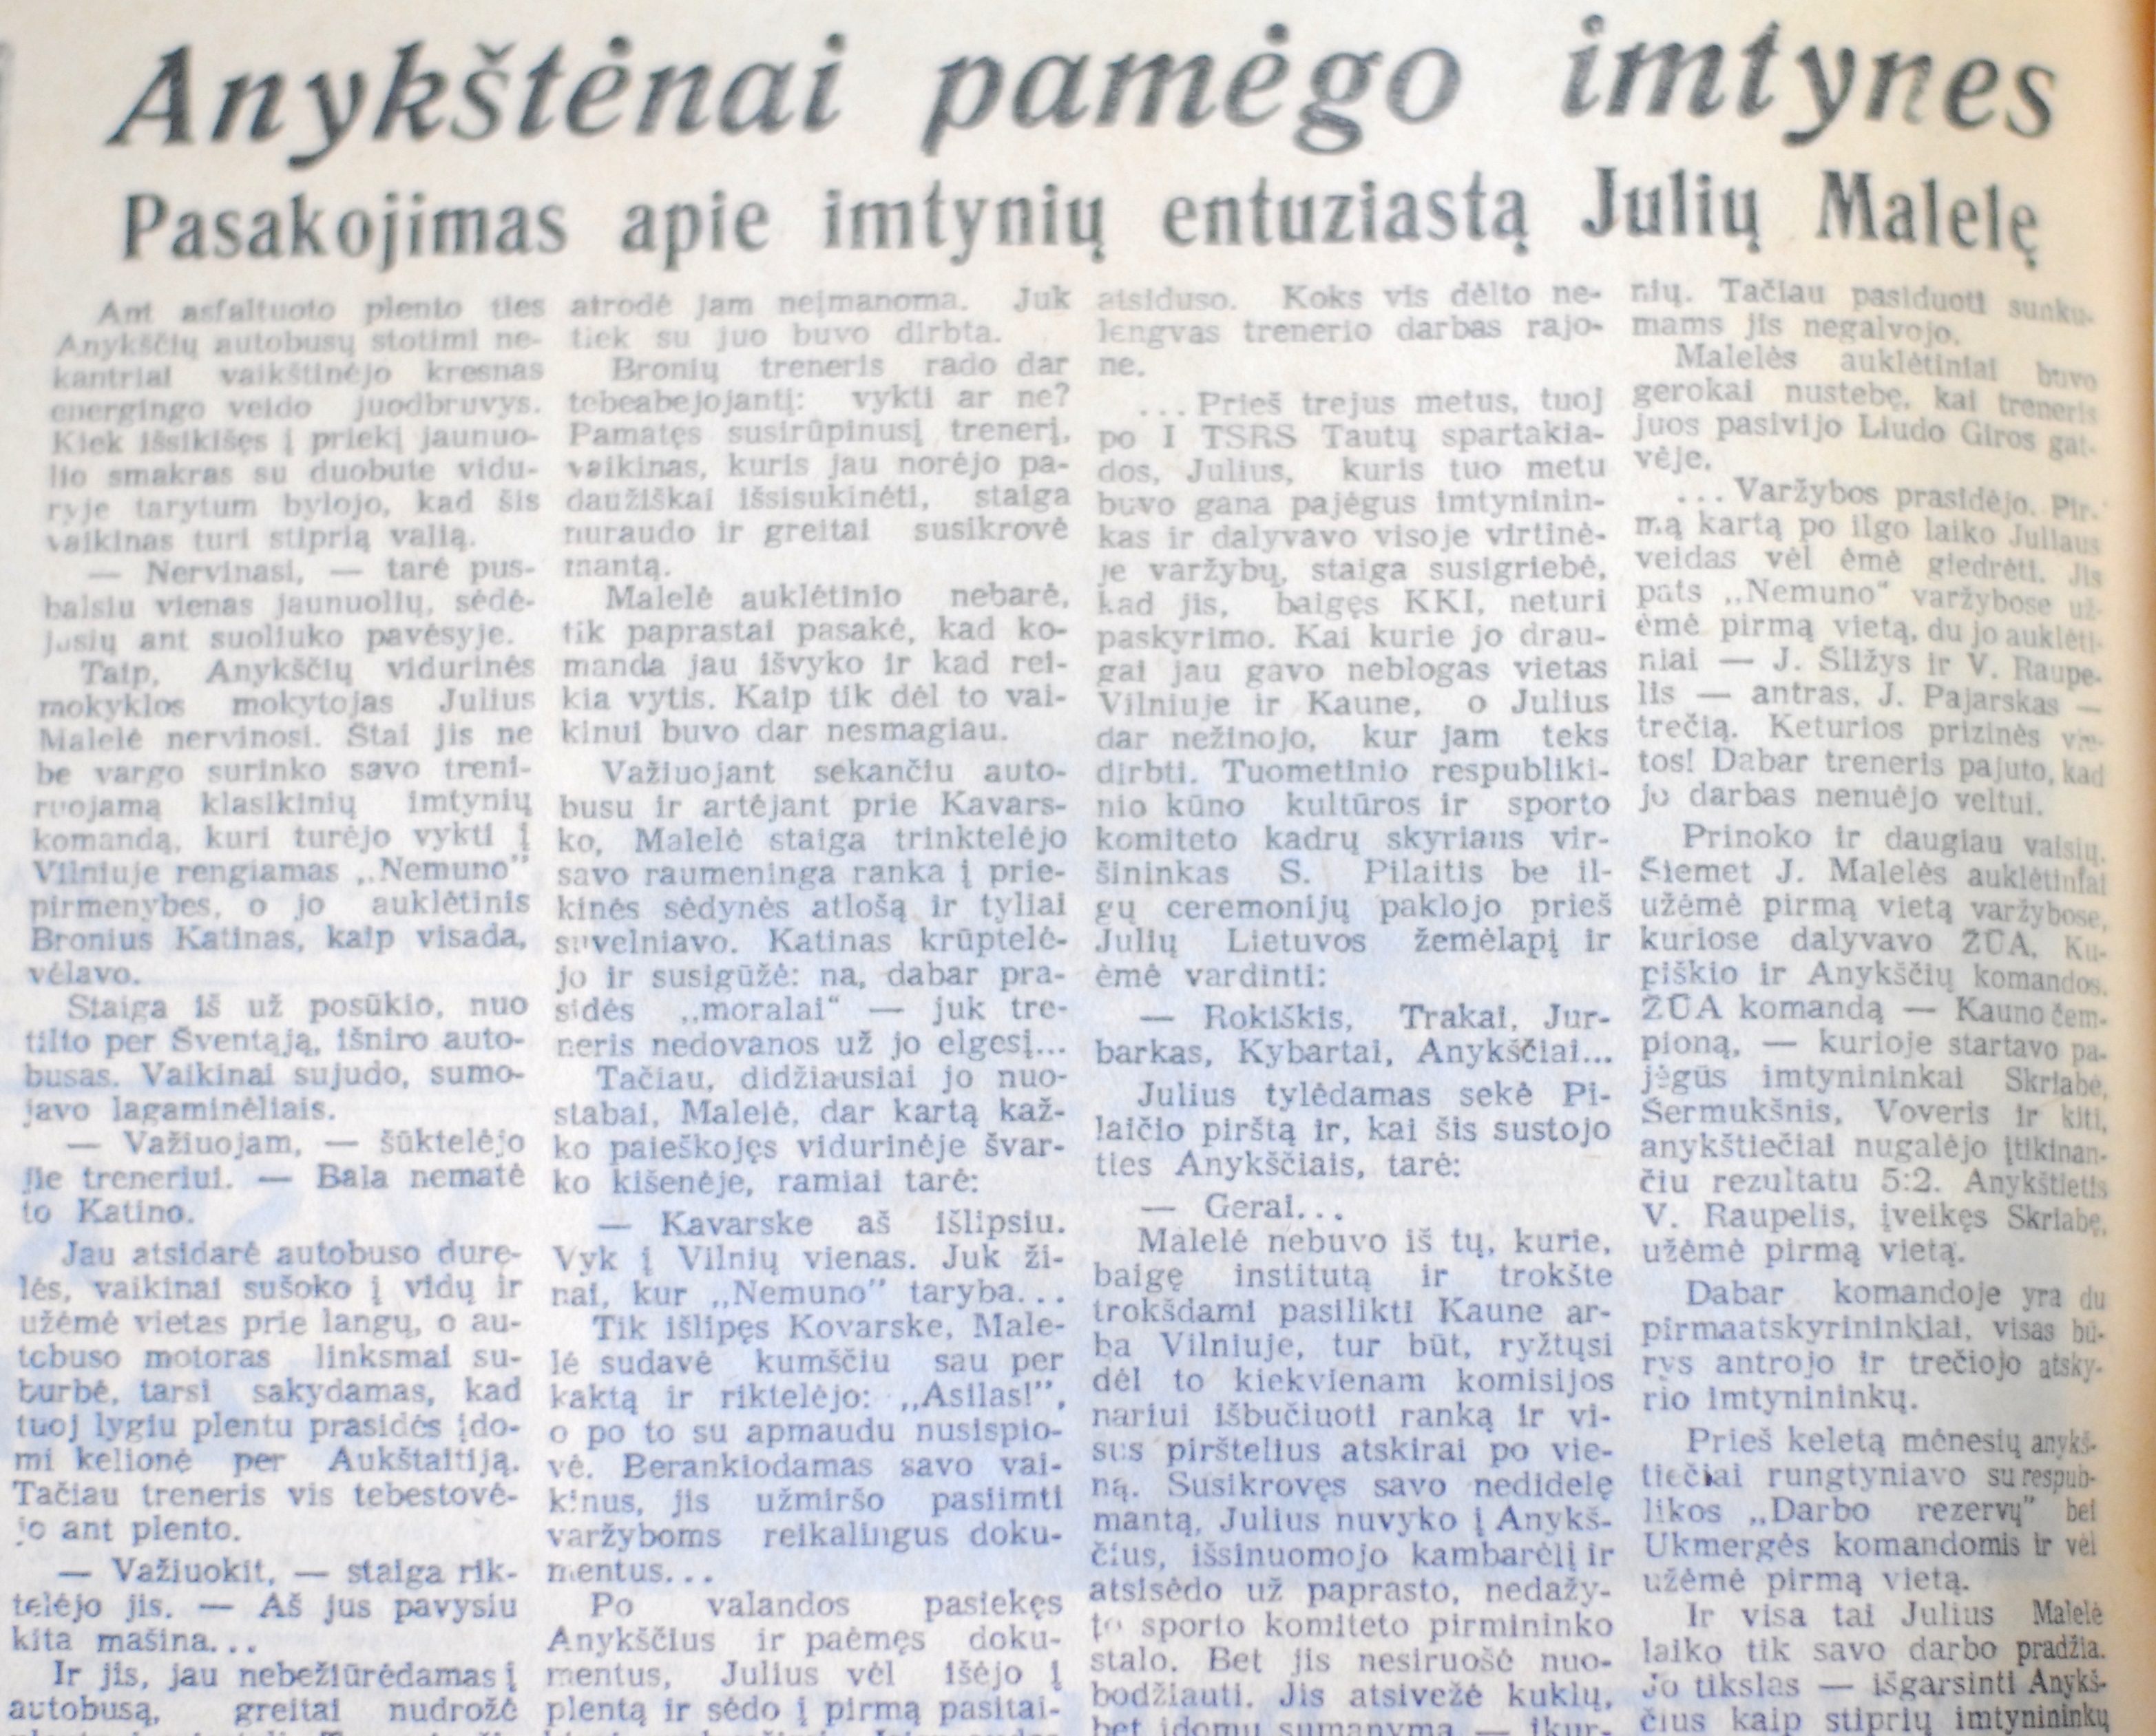 Anykštėnai pamėgo imtynes
Pasakojimas apie imtynių entuziastą Julių Malelę
Ant asfaltuoto plento ties
Anykščių autobusų stotimi ne-
kantriai vaikštinėjo kresnas
energingo veido juodbruvys.
Kiek išsikišęs į priekį jaunuo-
lio smakras su duobute vidu-
ryje tarytum bylojo, kad šis
vaikinas turi stiprią valią.
— Nervinasi, — tarė pus-
balsiu vienas jaunuolių, sėdė-
jusių ant suoliuko pavėsyje.
Taip, Anykščių vidurinės
mokyklos mokytojas Julius
Malelė nervinosi. Štai jis ne
be vargo surinko savo treni-
ruojamą klasikinių imtynių
komandą, kuri turėjo vykti į
Vilniuje rengiamas „Nemuno"
pirmenybes, o jo auklėtinis
Bronius Katinas, kaip visada,
vėlavo.
Staiga iš už posūkio, nuo
tilto per Šventąją, išniro auto-
busas. Vaikinai sujudo, sumo-
javo lagaminėliais.
— Važiuojam, — šūktelėjo
jie treneriui. — Bala nematė
to Katino.
Jau atsidarė autobuso dure-
lės, vaikinai sušoko į vidų ir
užėmė vietas prie langų, o au-
tobuso motoras linksmai su-
burbė, tarsi sakydamas, kad
tuoj lygiu plentu prasidės įdo-
mi kelionė per Aukštaitiją.
Tačiau treneris vis tebestovė-
jo ant plento.
— Važiuokit, — staiga rik-
telėjo jis. — Aš jus pavysiu
kita mašina...
Ir jis, jau nebežiūrėdamas į
autobusą, greitai nudrožė
atrodė jam neįmanoma. Juk
tiek su juo buvo dirbta.
Bronių treneris rado dar
tebeabejojantį: vykti ar ne?
Pamatęs susirūpinusį trenerį,
vaikinas, kuris jau norėjo pa-
daužiškai išsisukinėti, staiga
nuraudo ir greitai susikrovė
mantą.
Malelė auklėtinio nebarė,
tik paprastai pasakė, kad ko-
manda jau išvyko ir kad rei-
kia vytis. Kaip tik dėl to vai-
kinui buvo dar nesmagiau.
Važiuojant sekančiu auto-
busu ir artėjant prie Kavars-
ko, Malelė staiga trinktelėjo
savo raumeninga ranka į prie-
kinės sėdynės atlošą ir tyliai
suvelniavo. Katinas krūptelė-
jo ir susigūžė: na, dabar pra-
sidės „moralai“ — juk tre-
neris nedovanos už jo elgesį...
Tačiau, didžiausiai jo nuo-
stabai, Malelė, dar kartą kaž-
ko paieškojęs vidurinėje švar-
ko kišenėje, ramiai tarė:
— Kavarske aš išlipsiu.
Vyk į Vilnių vienas. Juk ži-
nai, kur „Nemuno" taryba...
Tik išlipęs Kovarske, Male-
lė sudavė kumščiu sau per
kaktą ir riktelėjo: „Asilas!",
o po to su apmaudu nusispio-
vė. Berankiodamas savo vai-
kinus, jis užmiršo pasiimti
varžyboms reikalingus doku-
mentus...
Po valandos pasiekęs
Anykščius ir paėmęs doku-
mentus, Julius vėl išėjo į
plentą ir sėdo į pirmą pasitai-
atsiduso. Koks vis dėlto ne-
lengvas trenerio darbas rajo-
ne.
...Prieš trejus metus, tuoj
po I TSRS Tautų spartakia-
dos, Julius, kuris tuo metu
buvo gana pajėgus imtyninin-
kas ir dalyvavo visoje virtinė-
je varžybų, staiga susigriebė,
kad jis, baigęs KKI, neturi
paskyrimo. Kai kurie jo drau-
gai jau gavo neblogas vietas
Vilniuje ir Kaune, o Julius
dar nežinojo, kur jam teks
dirbti. Tuometinio respubliki-
nio kūno kultūros ir sporto
komiteto kadrų skyriaus vir-
šininkas S. Pilaitis be il-
gų ceremonijų paklojo prieš
Julių Lietuvos žemėlapį ir
ėmė vardinti:
— Rokiškis, Trakai, Jur-
barkas, Kybartai, Anykščiai...
Julius tylėdamas sekė Pi-
laičio pirštą ir, kai šis sustojo
ties Anykščiais, tarė:
— Gerai...
Malelė nebuvo iš tų, kurie,
baigę institutą ir trokšte
trokšdami pasilikti Kaune ar-
ba Vilniuje, tur būt, ryžtųsi
dėl to kiekvienam komisijos
nariui išbučiuoti ranką ir vi-
sus pirštelius atskirai po vie-
ną. Susikrovęs savo nedidelę
mantą, Julius nuvyko į Anykš-
čius, išsinuomojo kambarėlį ir
atsisėdo už paprasto, nedažy-
to sporto komiteto pirmininko
stalo. Bet jis nesiruošė nuo-
bodžiauti. Jis atsivežė kuklų,
bet įdomų sumanymą — įkur-
nių. Tačiau pasiduoti sunku-
mams jis negalvojo.
Malelės auklėtiniai buvo
gerokai nustebę, kai treneris
juos pasivijo Liudo Giros gat-
vėje.
...Varžybos prasidėjo. Pir-
mą kartą po ilgo laiko Juliaus
veidas vėl ėmė giedrėti. Jis
pats „Nemuno" varžybose už-
ėmė pirmą vietą, du jo auklėti-
niai — J. Šližys ir V. Raupe-
lis — antras, J. Pajarskas —
trečią. Keturios prizinės vie-
tos! Dabar treneris pajuto, kad
jo darbas nenuėjo veltui.
Prinoko ir daugiau vaisių.
Šiemet J. Malelės auklėtiniai
užėmė pirmą vietą varžybose,
kuriose dalyvavo ŽŪA, Ku-
piškio ir Anykščių komandos.
ŽŪA komandą — Kauno čem-
pioną, — kurioje startavo pa-
jėgūs imtynininkai Skriabė,
Šermukšnis, Voveris ir kiti,
anykštiečiai nugalėjo įtikinan-
čiu rezultatu 5:2. Anykštietis
V. Raupelis, įveikęs Skriabę,
užėmė pirmą vietą.
Dabar komandoje yra du
pirmaatskyrininkiai, visas bū-
rys antrojo ir trečiojo atsky-
rio imtynininkų.
Prieš keletą mėnesių anykš-
tiečiai rungtyniavo su respub-
likos „Darbo rezervų" bei
Ukmergės komandomis ir vėl
užėmė pirmą vietą.
Ir visa tai Julius Malelė
laiko tik savo darbo pradžia.
Jo tikslas — išgarsinti Anykš-
čius kaip stiprių imtynininkų